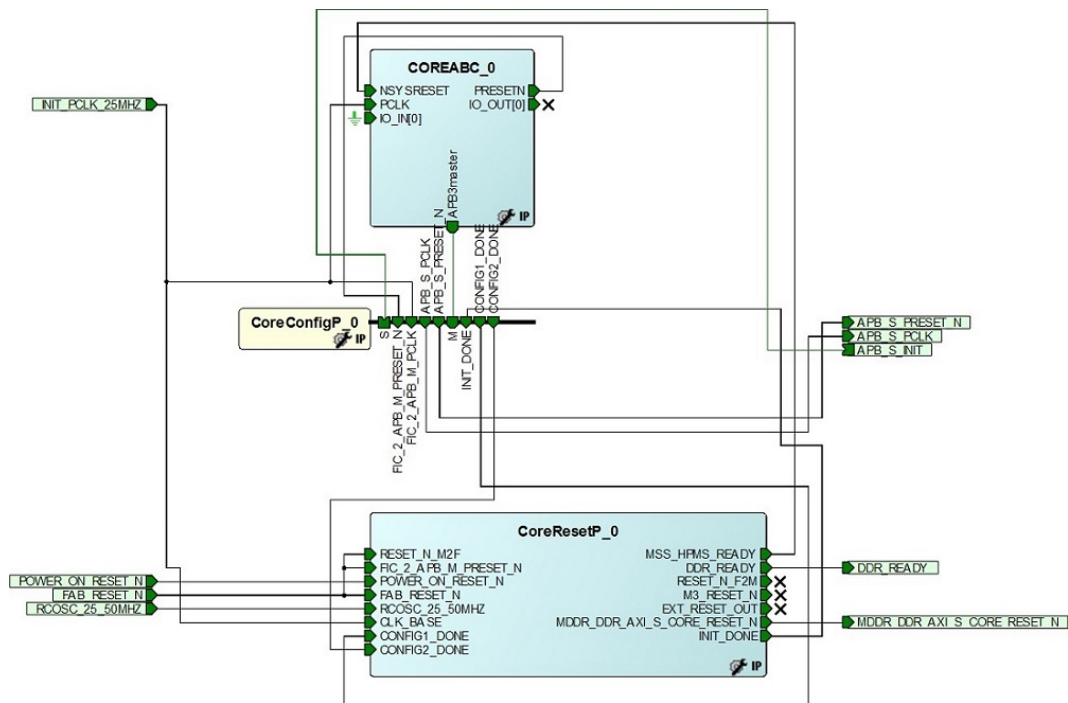 COREABC_0
NSYSRESET
PRESETN
PCLK
IO_OUT[0]
IO_IN[0]
APB3master
IP
INIT_PCLK_25MHZ
APB_S_PCLK
APB_S_PRESET_N
CONFIG1_DONE
CONFIG2_DONE
CoreConfigP_0
IP
S
FIC_2_APB_M_PRESET_N
FIC_2_APB_M_PCLK
M
INIT_DONE
APB_S_PRESET_N
APB_S_PCLK
APB_S_INIT
CoreResetP_0
RESET_N_M2F
MSS_HPMS_READY
FIC_2_APB_M_PRESET_N
DDR_READY
POWER_ON_RESET_N
RESET_N_F2M
FAB_RESET_N
M3_RESET_N
RCOSC_25_50MHZ
EXT_RESET_OUT
CLK_BASE
MDDR_DDR_AXI_S_CORE_RESET_N
CONFIG1_DONE
INIT_DONE
CONFIG2_DONE
IP
POWER_ON_RESET_N
FAB_RESET_N
RCOSC_25_50MHZ
DDR_READY
MDDR_DDR_AXI_S_CORE_RESET_N